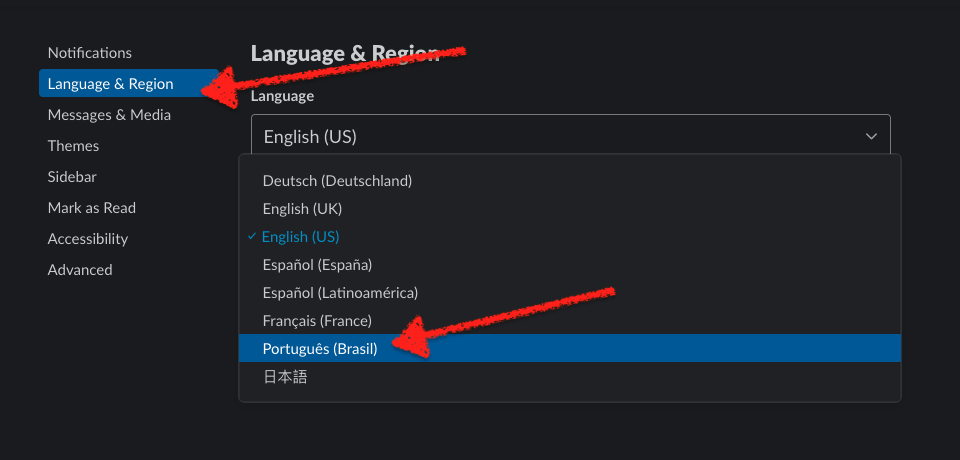 Notifications
Language & Region
Messages & Media
Themes
Sidebar
Mark as Read
Accessibility
Advanced
Language & Region
Language
English (US)
Deutsch (Deutschland)
English (UK)
English (US)
Español (España)
Español (Latinoamérica)
Français (France)
Português (Brasil)
日本語